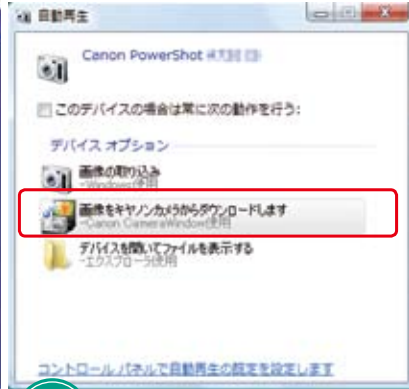 自動再生
Canon PowerShot
このデバイスの場合は常に次の動作を行う:
デバイス オプション
画像の取り込み
-Windows使用
画像をキヤノンカメラからダウンロードします
-Canon CameraWindow使用
デバイスを開いてファイルを表示する
-エクスプローラ使用
コントロール パネルで自動再生の既定を設定します